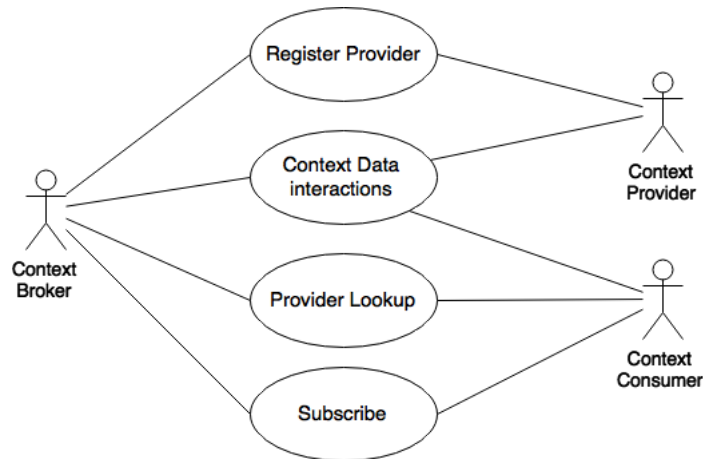 Register Provider
Context Data
interactions
Context
Provider
Context
Broker
Provider Lookup
Context
Consumer
Subscribe